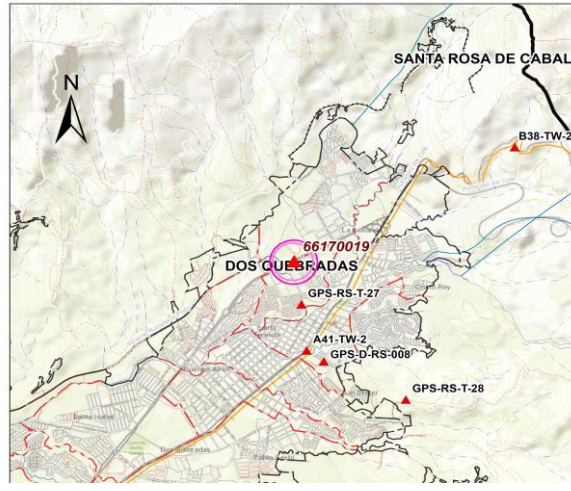 SANTA ROSA DE CABAL
N
B38-TW-2
66170019
DOS QUEBRADAS
GPS-RS-T-27
A41-TW-2
GPS-D-RS-008
GPS-RS-T-28